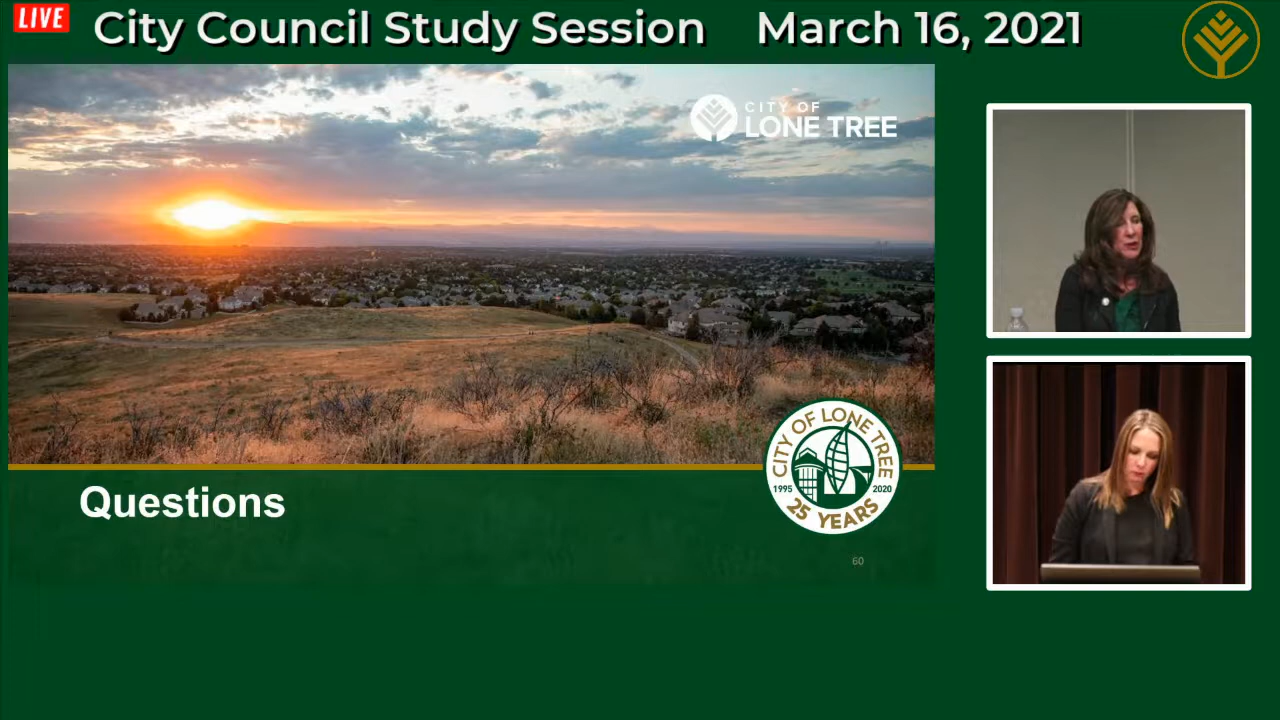 LIVE
City Council Study Session March 16, 2021
CITY OF
LONE TREE
CITY OF LONE TREE
1995 2020
25 YEARS
Questions
60